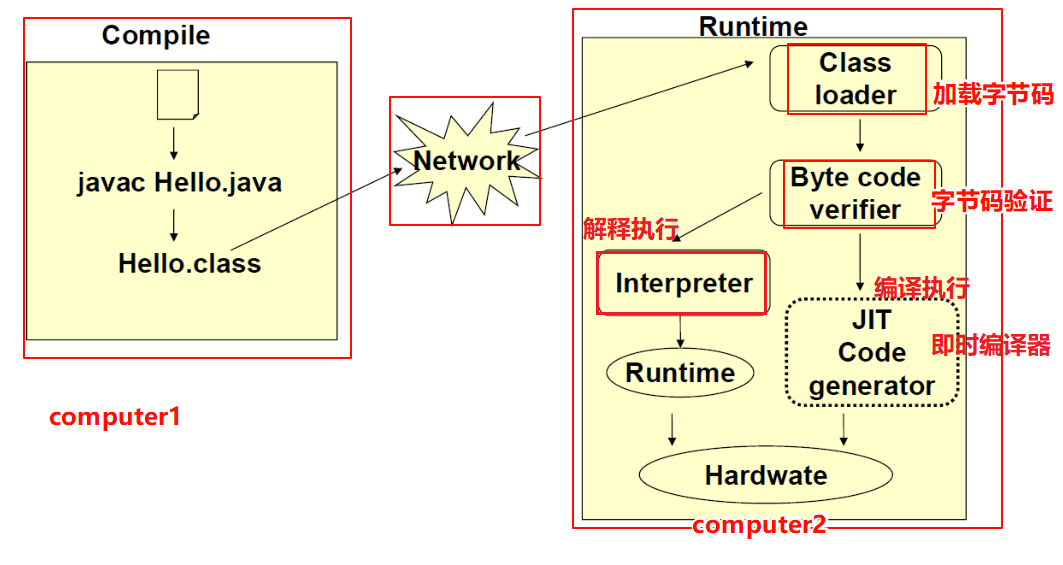 Compile
javac Hello.java
Hello.class
computer1
Network
Runtime
Class
loader
加载字节码
Byte code
verifier
字节码验证
解释执行
Interpreter
编译执行
JIT
Code
generator
即时编译器
Runtime
Hardwate
computer2